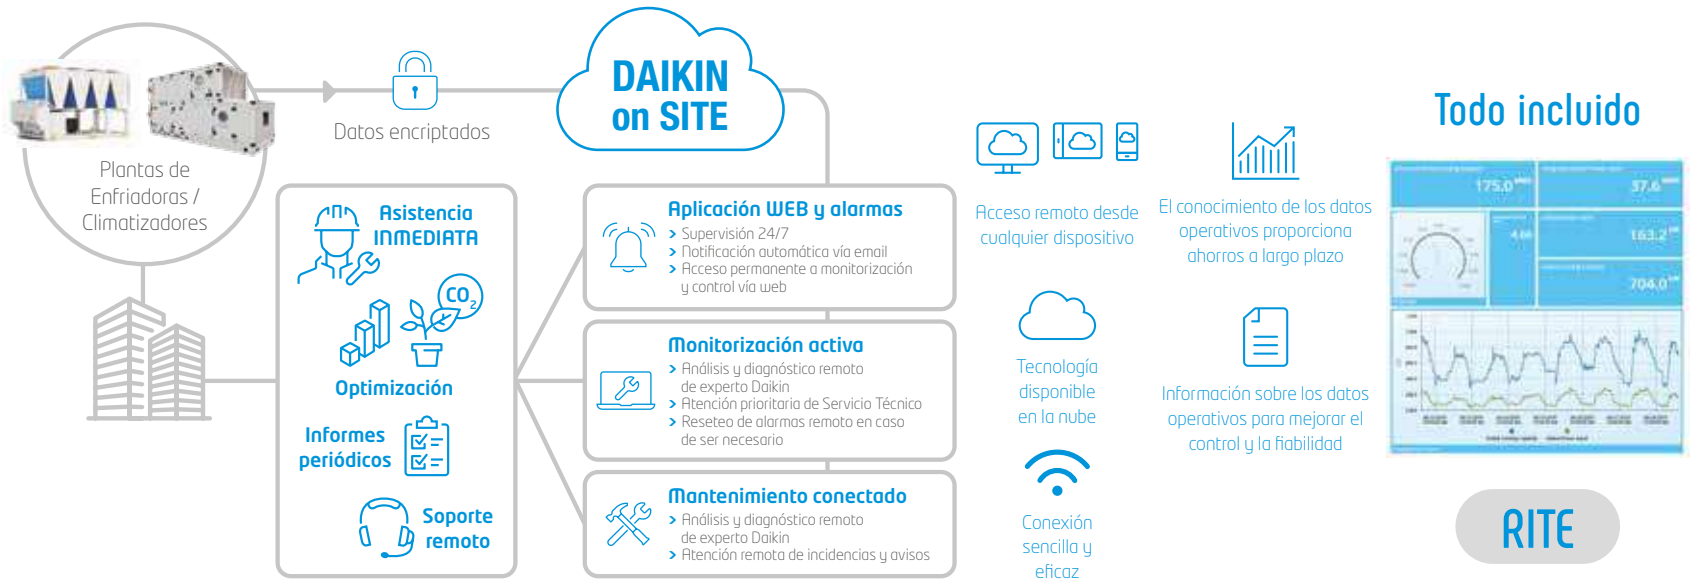 Plantas de
Enfriadoras /
Climatizadores
Datos encriptados
DAIKIN
on SITE
Asistencia
INMEDIATA
CO2
Optimización
Informes
periódicos
Soporte
remoto
Aplicación WEB y alarmas
> Supervisión 24/7
> Notificación automática vía email
> Acceso permanente a monitorización
y control vía web
Monitorización activa
> Análisis y diagnóstico remoto
de experto Daikin
> Atención prioritaria de Servicio Técnico
> Reseteo de alarmas remoto en caso
de ser necesario
Mantenimiento conectado
> Análisis y diagnóstico remoto
de experto Daikin
> Atención remota de incidencias y avisos
Acceso remoto desde
cualquier dispositivo
Tecnología
disponible
en la nube
Conexión
sencilla y
eficaz
El conocimiento de los datos
operativos proporciona
ahorros a largo plazo
Información sobre los datos
operativos para mejorar el
control y la fiabilidad
Todo incluido
175.0
37.6
163.2
704.0
RITE